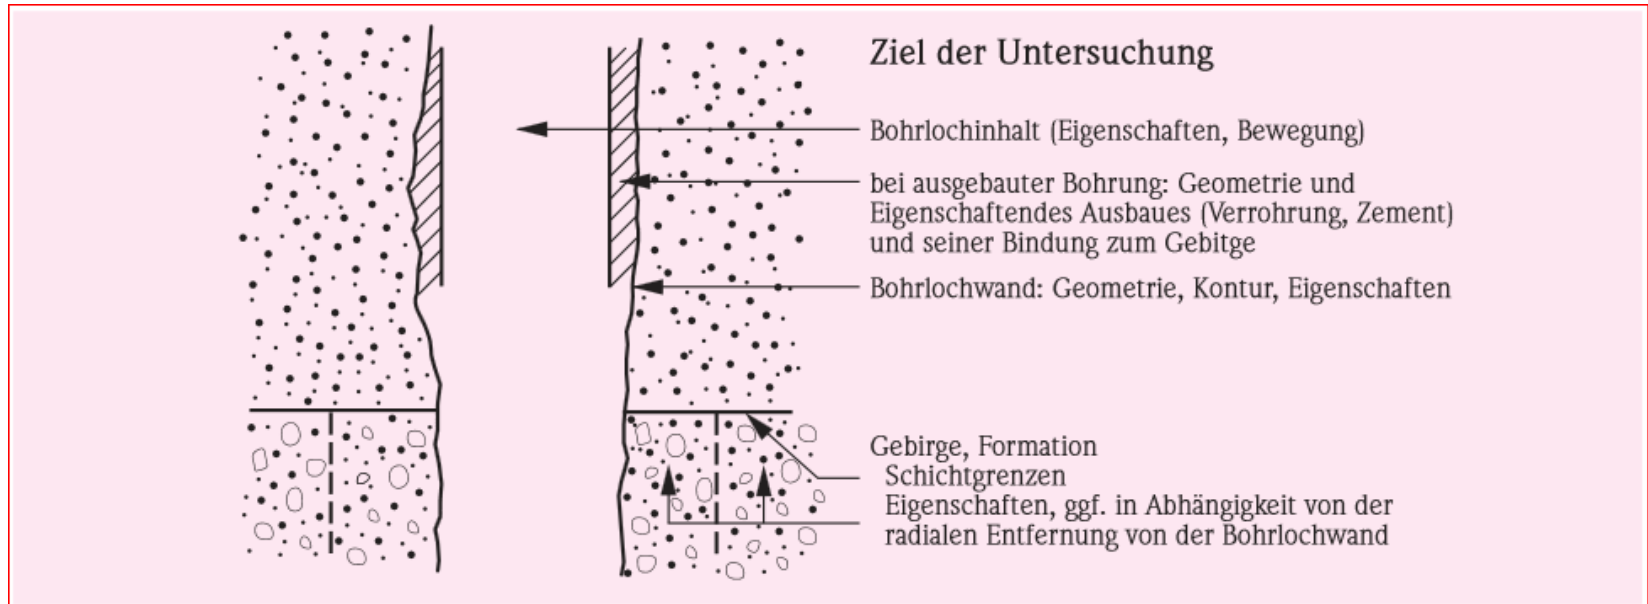 Ziel der Untersuchung
Bohrlochinhalt (Eigenschaften, Bewegung)
bei ausgebauter Bohrung: Geometrie und
Eigenschaftendes Ausbaues (Verrohrung, Zement)
und seiner Bindung zum Gebitge
Bohrlochwand: Geometrie, Kontur, Eigenschaften
Gebirge, Formation
Schichtgrenzen
Eigenschaften, ggf. in Abhängigkeit von der
radialen Entfernung von der Bohrlochwand